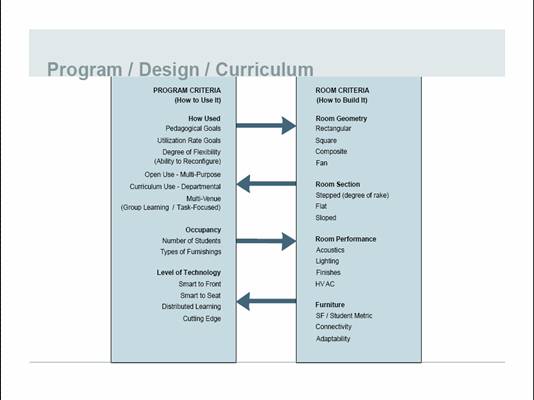 Program / Design / Curriculum
PROGRAM CRITERIA
(How to Use It)
How Used
Pedagogical Goals
Utilization Rate Goals
Degree of Flexibility
(Ability to Reconfigure)
Open Use - Multi-Purpose
Curriculum Use - Departmental
Multi-Venue
(Group Learning / Task-Focused)
Occupancy
Number of Students
Types of Furnishings
Level of Technology
Smart to Front
Smart to Seat
Distributed Learning
Cutting Edge
ROOM CRITERIA
(How to Build It)
Room Geometry
Rectangular
Square
Composite
Fan
Room Section
Stepped (degree of rake)
Flat
Sloped
Room Performance
Acoustics
Lighting
Finishes
HVAC
Furniture
SF / Student Metric
Connectivity
Adaptability